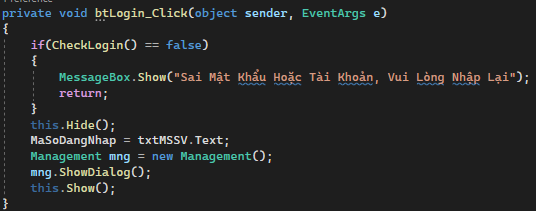 private void btLogin_Click(object sender, EventArgs e)
{
if(CheckLogin() == false)
{
MessageBox.Show("Sai Mật Khẩu Hoặc Tài Khoản, Vui Lòng Nhập Lại");
return;
}
this.Hide();
MaSoDangNhap = txtMSSV.Text;
Management mng = new Management();
mng.ShowDialog();
this.Show();
}